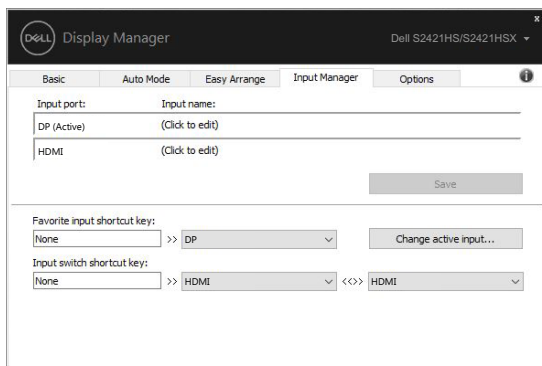 x
DELL Display Manager Dell S2421HS/S2421HSX
Basic Auto Mode Easy Arrange Input Manager Options i
Input port: Input name:
DP (Active) (Click to edit)
HDMI (Click to edit)
Save
Favorite input shortcut key:
None >> DP Change active input...
Input switch shortcut key:
None >> HDMI <<>> HDMI